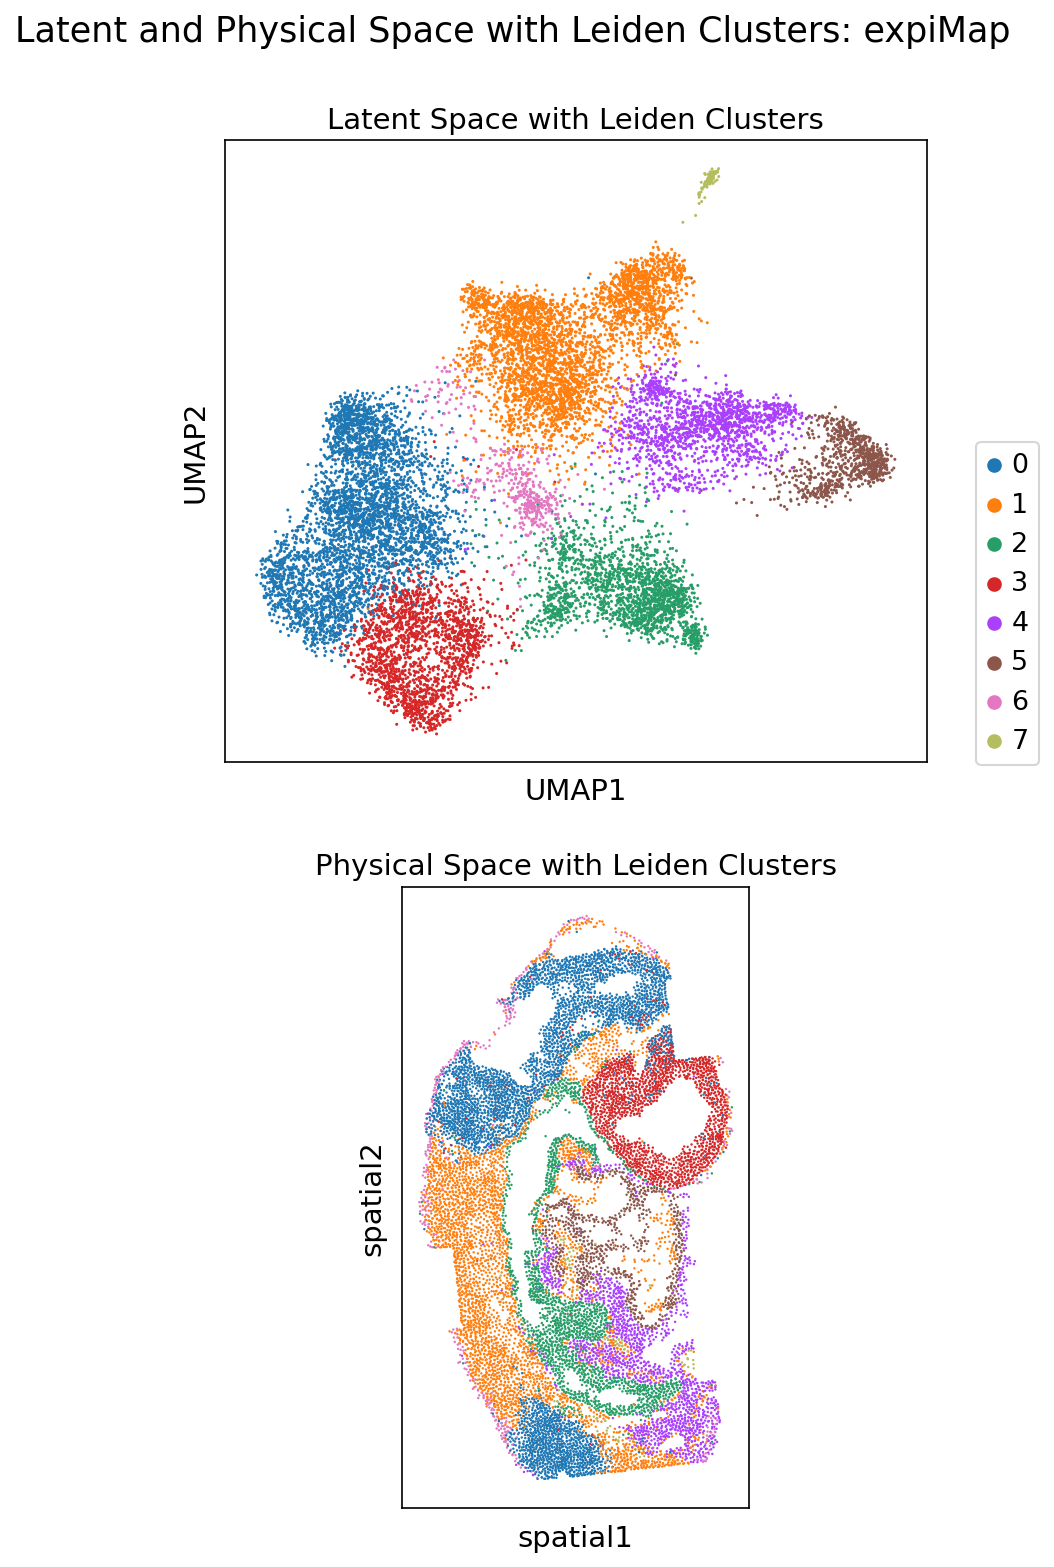 Latent and Physical Space with Leiden Clusters: expiMap
Latent Space with Leiden Clusters
UMAP2
UMAP1
0
1
2
3
4
5
6
7
Physical Space with Leiden Clusters
spatial2
spatial1